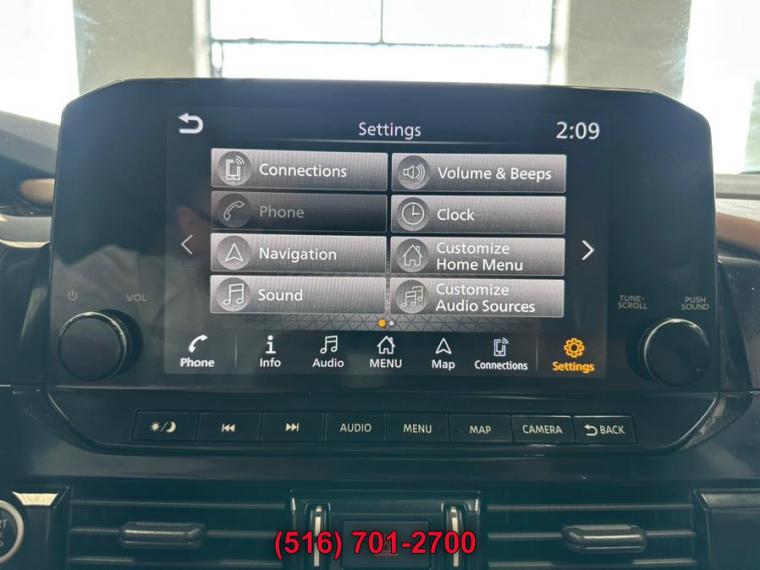 Settings
2:09
Connections
Volume & Beeps
Phone
Clock
Navigation
Customize
Home Menu
Sound
Customize
Audio Sources
VOL
TUNE-
SCROLL
PUSH
SOUND
Phone
Info
Audio
MENU
Map
Connections
Settings
AUDIO
MENU
MAP
CAMERA
BACK
(516) 701-2700